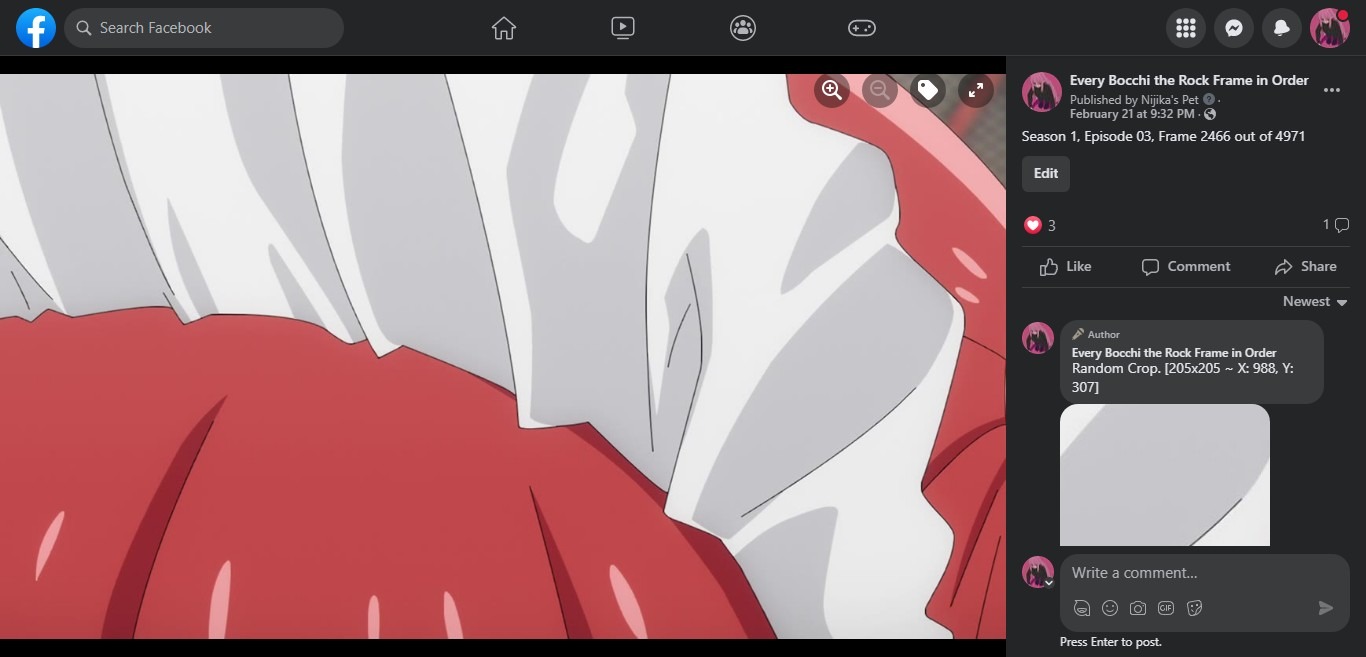 Search Facebook
Every Bocchi the Rock Frame in Order
Published by Nijika's Pet ·
February 21 at 9:32 PM ·
Season 1, Episode 03, Frame 2466 out of 4971
Edit
3
1
Like
Comment
Share
Newest
Author
Every Bocchi the Rock Frame in Order
Random Crop. [205x205 ~ X: 988, Y:
307]
Write a comment...
GIF
Press Enter to post.